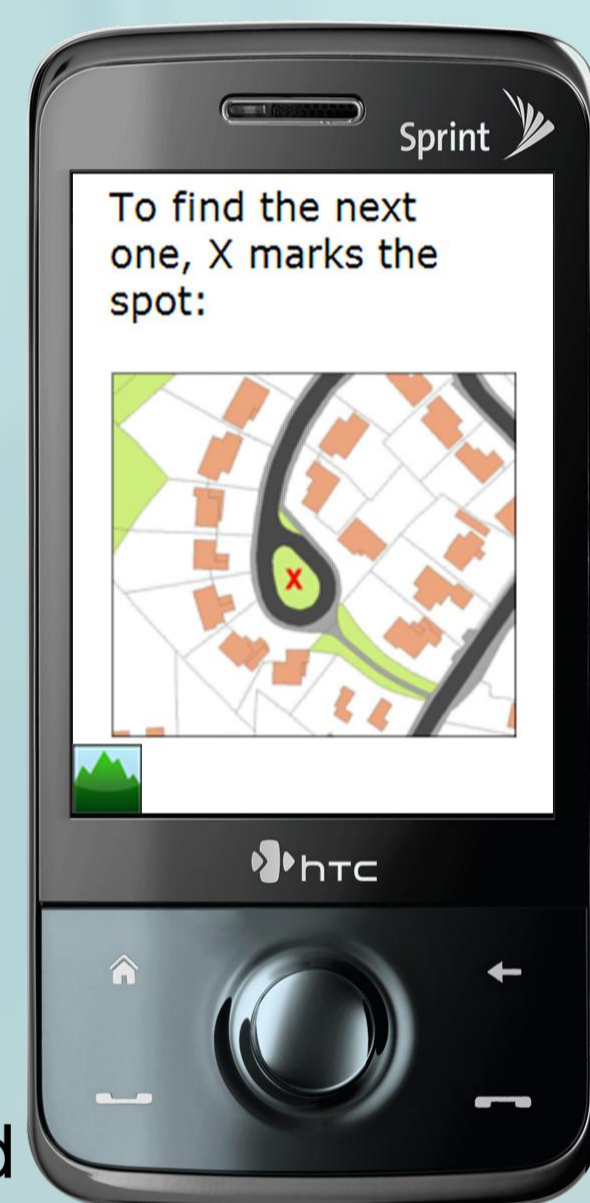 Sprint
To find the next
one, X marks the
spot:
X
hTC
d